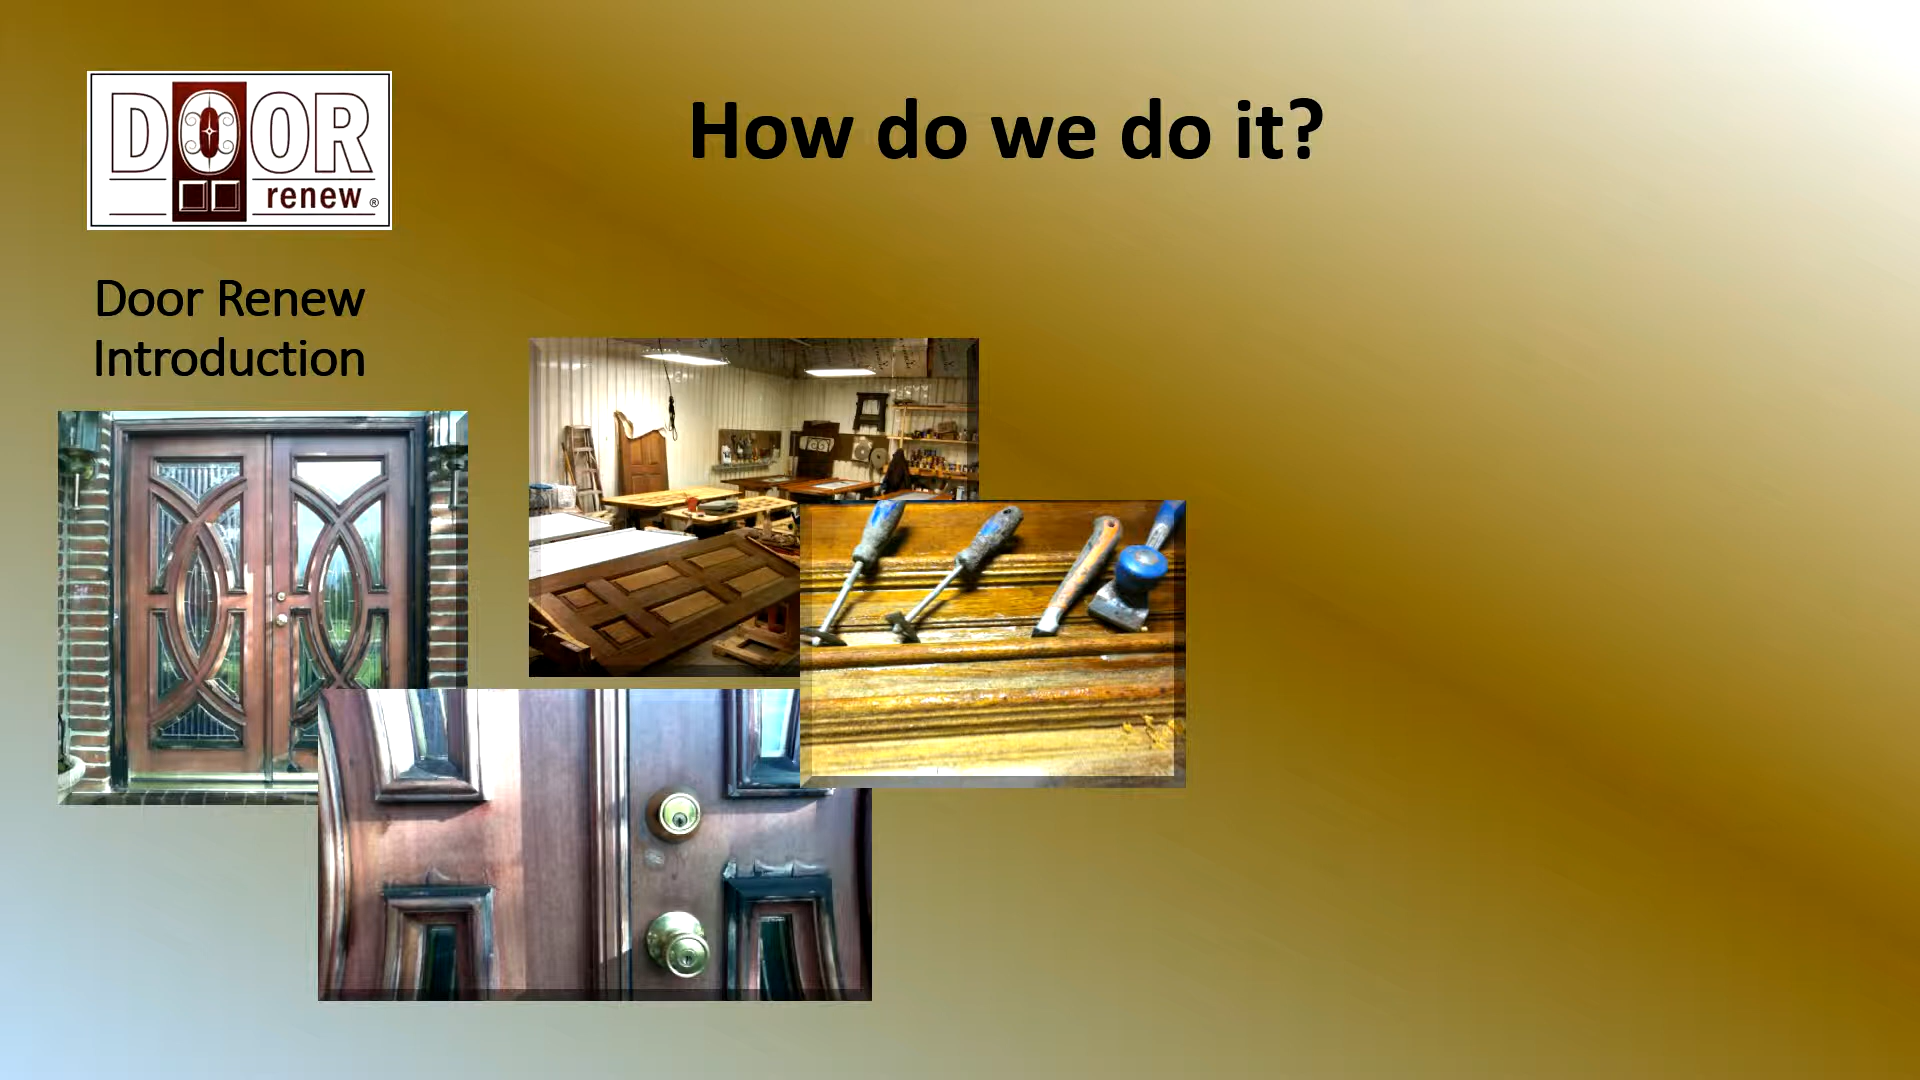 DOOR
renew ®
How do we do it?
Door Renew
Introduction